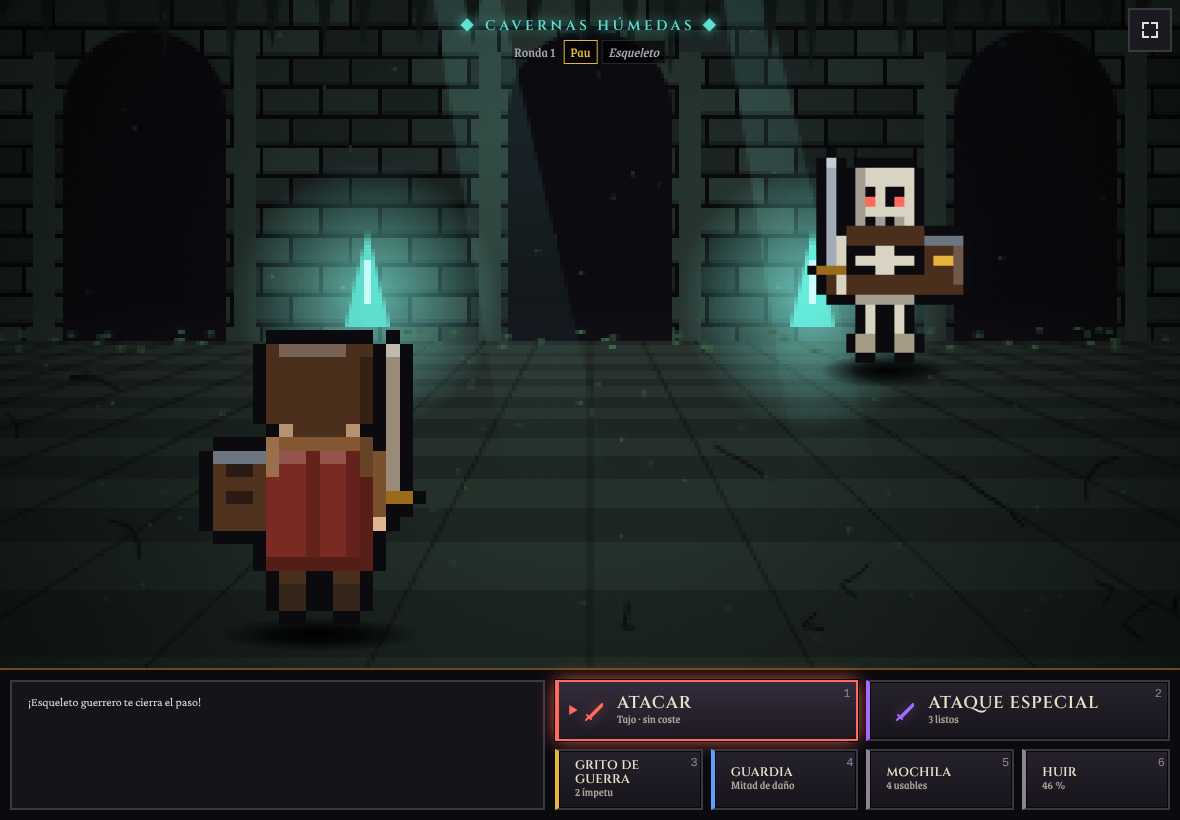 CAVERNAS HÚMEDAS
Ronda 1 Pau Esqueleto
¡Esqueleto guerrero te cierra el paso!
ATACAR 1
Tajo · sin coste
ATAQUE ESPECIAL 2
3 listos
GRITO DE GUERRA 3
2 ímpetu
GUARDIA 4
Mitad de daño
MOCHILA 5
4 usables
HUIR 6
46 %